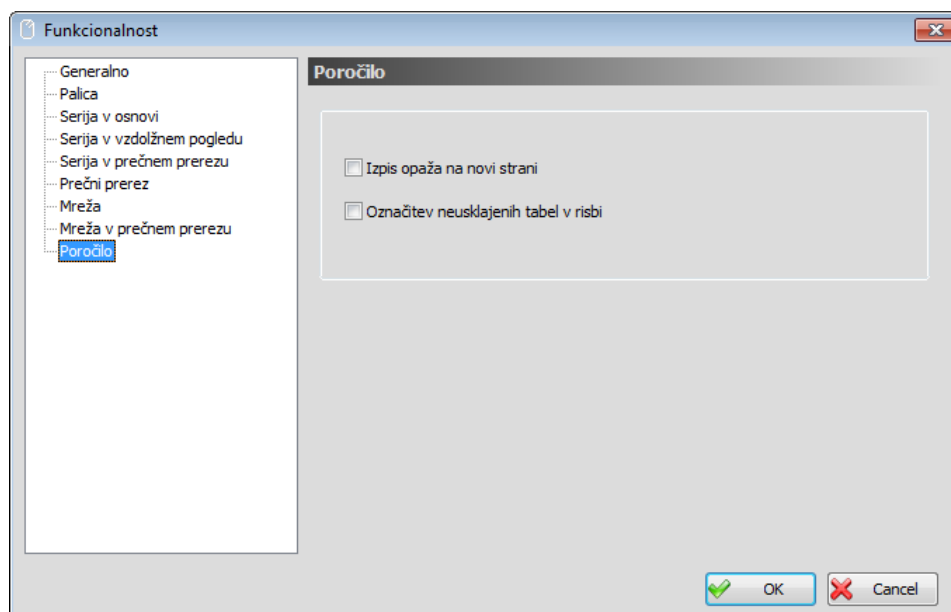 Funkcionalnost
Generalno
Palica
Serija v osnovi
Serija v vzdolžnem pogledu
Serija v prečnem prerezu
Prečni prerez
Mreža
Mreža v prečnem prerezu
Poročilo
Poročilo
Izpis opaža na novi strani
Označitev neusklajenih tabel v risbi
OK
Cancel